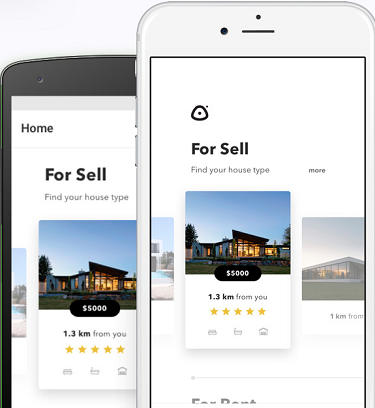 Home
For Sell
Find your house type
$5000
1.3 km from you
For Sell
Find your house type
more
$5000
1.3 km from you
1 km from
For Rent